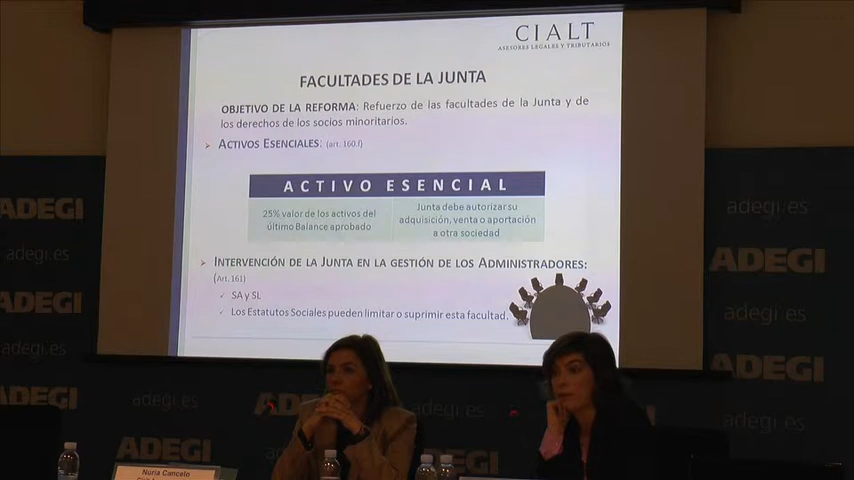 CIALT
ASESORES LEGALES Y TRIBUTARIOS
FACULTADES DE LA JUNTA
OBJETIVO DE LA REFORMA: Refuerzo de las facultades de la Junta y de
los derechos de los socios minoritarios.
➢ ACTIVOS ESENCIALES: (art. 160.f)
ACTIVO ESENCIAL
25% valor de los activos del
último Balance aprobado
Junta debe autorizar su
adquisición, venta o aportación
a otra sociedad
➢ INTERVENCIÓN DE LA JUNTA EN LA GESTIÓN DE LOS ADMINISTRADORES:
(Art. 161)
✓ SA y SL
✓ Los Estatutos Sociales pueden limitar o suprimir esta facultad.
ADEGI
adegi.es
ADEGI
adegi.es
ADEGI
adegi.es
ADEGI
adegi.es
ADEGI
adegi.es
ADEGI
adegi.es
adegi.es
ADEGI
Nuria Cancelo